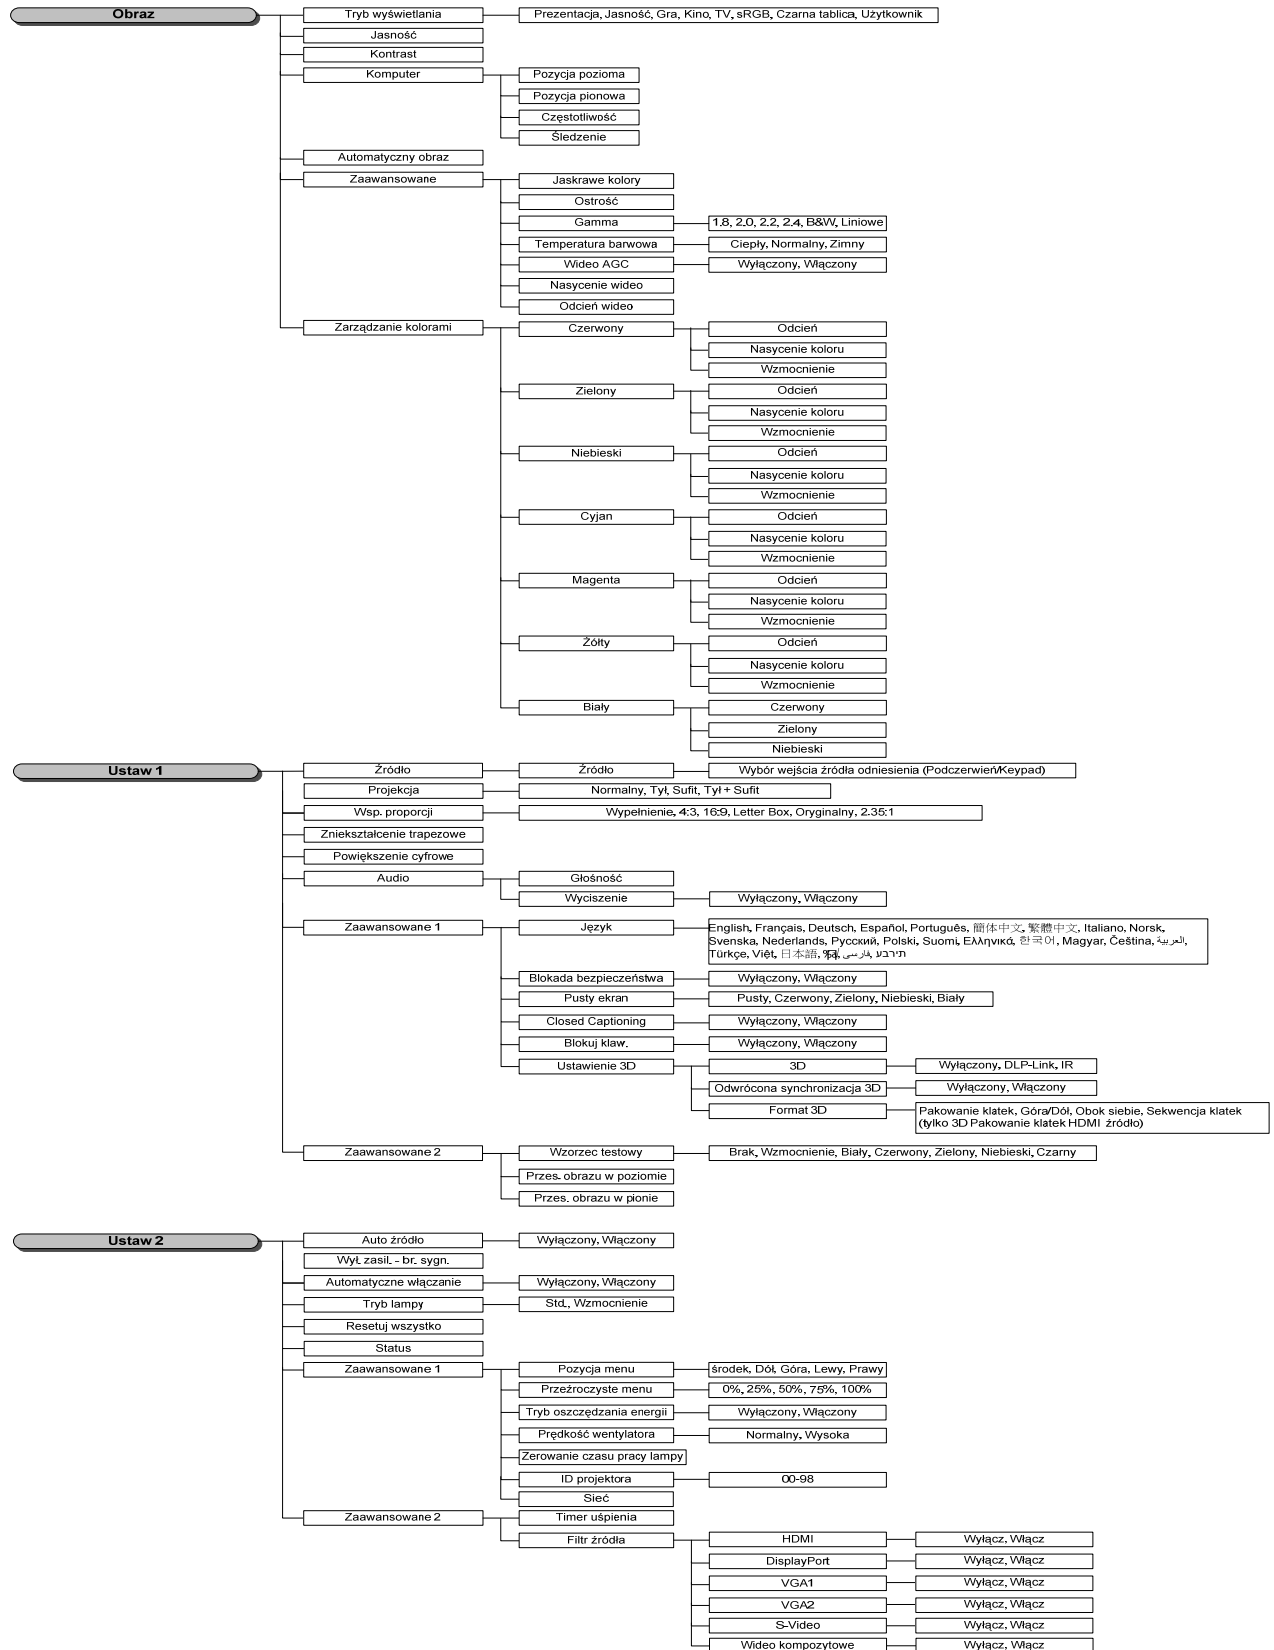 Obraz
Tryb wyświetlania
Prezentacja, Jasność, Gra, Kino, TV, sRGB, Czarna tablica, Użytkownik
Jasność
Kontrast
Komputer
Pozycja pozioma
Pozycja pionowa
Częstotliwość
Śledzenie
Automatyczny obraz
Zaawansowane
Jaskrawe kolory
Ostrość
Gamma
1.8, 2.0, 2.2, 2.4, B&W, Liniowe
Temperatura barwowa
Ciepły, Normalny, Zimny
Wideo AGC
Wyłączony, Włączony
Nasycenie wideo
Odcień wideo
Zarządzanie kolorami
Czerwony
Odcień
Nasycenie koloru
Wzmocnienie
Zielony
Odcień
Nasycenie koloru
Wzmocnienie
Niebieski
Odcień
Nasycenie koloru
Wzmocnienie
Cyjan
Odcień
Nasycenie koloru
Wzmocnienie
Magenta
Odcień
Nasycenie koloru
Wzmocnienie
Żółty
Odcień
Nasycenie koloru
Wzmocnienie
Biały
Czerwony
Zielony
Niebieski
Ustaw 1
Źródło
Źródło
Wybór wejścia źródła odniesienia (Podczerwień/Keypad)
Projekcja
Normalny, Tył, Sufit, Tył + Sufit
Wsp. proporcji
Wypełnienie, 4:3, 16:9, Letter Box, Oryginalny, 2.35:1
Zniekształcenie trapezowe
Powiększenie cyfrowe
Audio
Głośność
Wyciszenie
Wyłączony, Włączony
Zaawansowane 1
Język
English, Français, Deutsch, Español, Português, 簡体中文, 繁體中文, Italiano, Norsk,
Svenska, Nederlands, Русский, Polski, Suomi, Ελληνικά, 한국어, Magyar, Čeština, العربية,
Türkçe, Việt, 日本語, فارسی, תירבע
Blokada bezpieczeństwa
Wyłączony, Włączony
Pusty ekran
Pusty, Czerwony, Zielony, Niebieski, Biały
Closed Captioning
Wyłączony, Włączony
Blokuj klaw.
Wyłączony, Włączony
Ustawienie 3D
3D
Wyłączony, DLP-Link, IR
Odwrócona synchronizacja 3D
Wyłączony, Włączony
Format 3D
Pakowanie klatek, Góra/Dół, Obok siebie, Sekwencja klatek
(tylko 3D Pakowanie klatek HDMI źródło)
Zaawansowane 2
Wzorzec testowy
Brak, Wzmocnienie, Biały, Czerwony, Zielony, Niebieski, Czarny
Przes. obrazu w poziomie
Przes. obrazu w pionie
Ustaw 2
Auto źródło
Wyłączony, Włączony
Wył. zasil. - br. sygn.
Automatyczne włączanie
Wyłączony, Włączony
Tryb lampy
Std., Wzmocnienie
Resetuj wszystko
Status
Zaawansowane 1
Pozycja menu
środek, Dół, Góra, Lewy, Prawy
Przeźroczyste menu
0%, 25%, 50%, 75%, 100%
Tryb oszczędzania energii
Wyłączony, Włączony
Prędkość wentylatora
Normalny, Wysoka
Zerowanie czasu pracy lampy
ID projektora
00-98
Sieć
Zaawansowane 2
Timer uśpienia
Filtr źródła
HDMI
Wyłącz, Włącz
DisplayPort
Wyłącz, Włącz
VGA1
Wyłącz, Włącz
VGA2
Wyłącz, Włącz
S-Video
Wyłącz, Włącz
Wideo kompozytowe
Wyłącz, Włącz